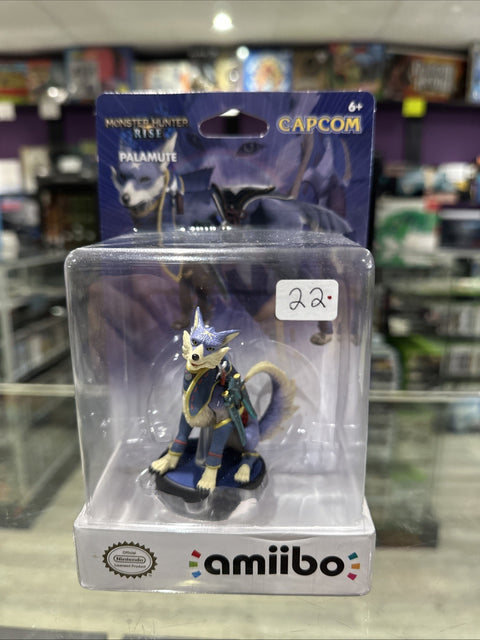 MONSTER HUNTER
RISE
PALAMUTE
6+
CAPCOM
22.
Official
Nintendo
Licensed Product
amiibo